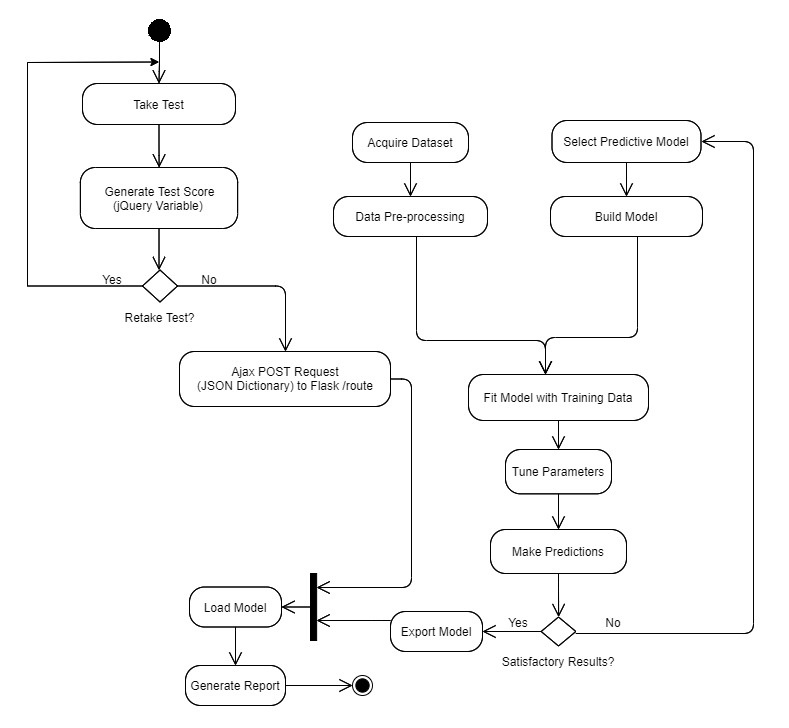 Take Test
Generate Test Score
(jQuery Variable)
Yes
No
Retake Test?
Ajax POST Request
(JSON Dictionary) to Flask /route
Acquire Dataset
Data Pre-processing
Select Predictive Model
Build Model
Fit Model with Training Data
Tune Parameters
Make Predictions
Yes
No
Satisfactory Results?
Export Model
Load Model
Generate Report